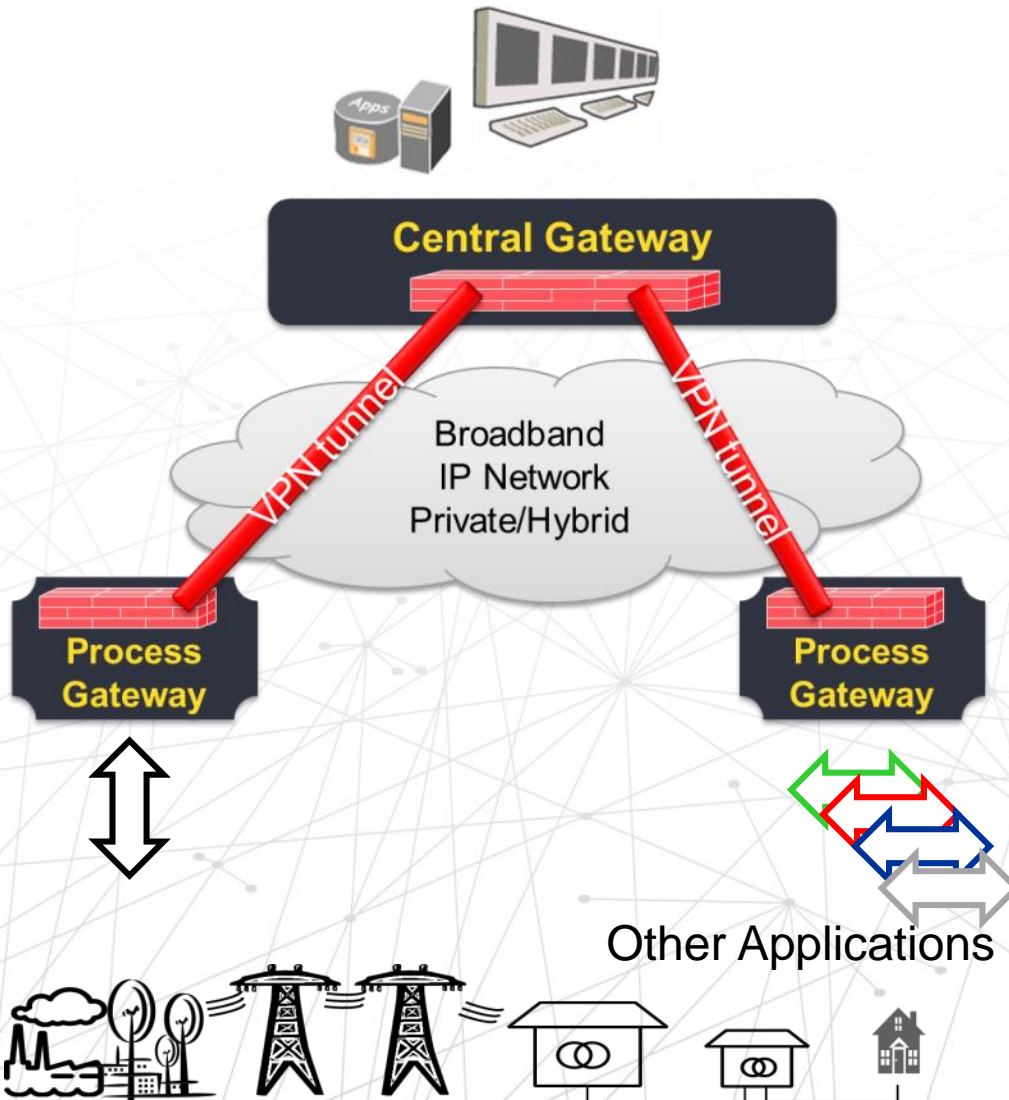 Apps
Central Gateway
VPN tunnel
VPN tunnel
Broadband
IP Network
Private/Hybrid
Process
Gateway
Process
Gateway
Other Applications